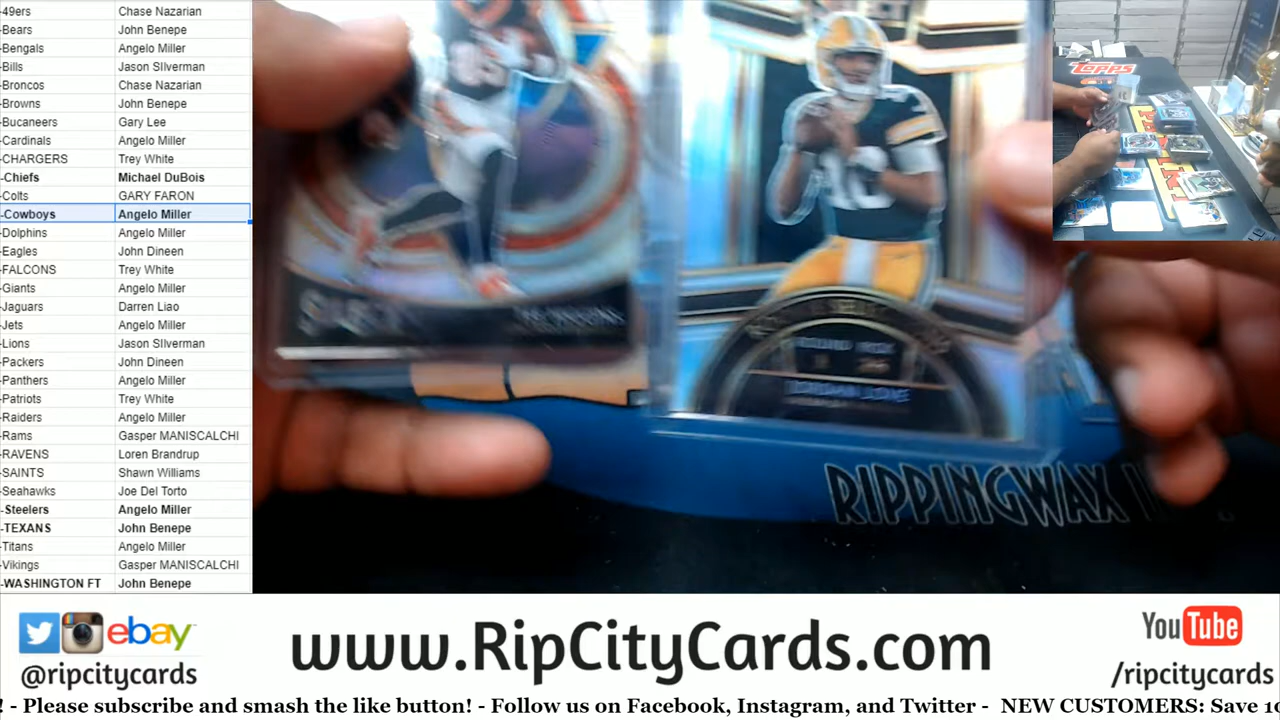 -49ers Chase Nazarian
-Bears John Benepe
-Bengals Angelo Miller
-Bills Jason SIlverman
-Broncos Chase Nazarian
-Browns John Benepe
-Bucaneers Gary Lee
-Cardinals Angelo Miller
-CHARGERS Trey White
-Chiefs Michael DuBois
-Colts GARY FARON
-Cowboys Angelo Miller
-Dolphins Angelo Miller
-Eagles John Dineen
-FALCONS Trey White
-Giants Angelo Miller
-Jaguars Darren Liao
-Jets Angelo Miller
-Lions Jason SIlverman
-Packers John Dineen
-Panthers Angelo Miller
-Patriots Trey White
-Raiders Angelo Miller
-Rams Gasper MANISCALCHI
-RAVENS Loren Brandrup
-SAINTS Shawn Williams
-Seahawks Joe Del Torto
-Steelers Angelo Miller
-TEXANS John Benepe
-Titans Angelo Miller
-Vikings Gasper MANISCALCHI
-WASHINGTON FT John Benepe
Topps
JORDAN LOVE
RIPPINGWAX
ebay
@ripcitycards
www.RipCityCards.com
YouTube
/ripcitycards
! - Please subscribe and smash the like button! - Follow us on Facebook, Instagram, and Twitter - NEW CUSTOMERS: Save